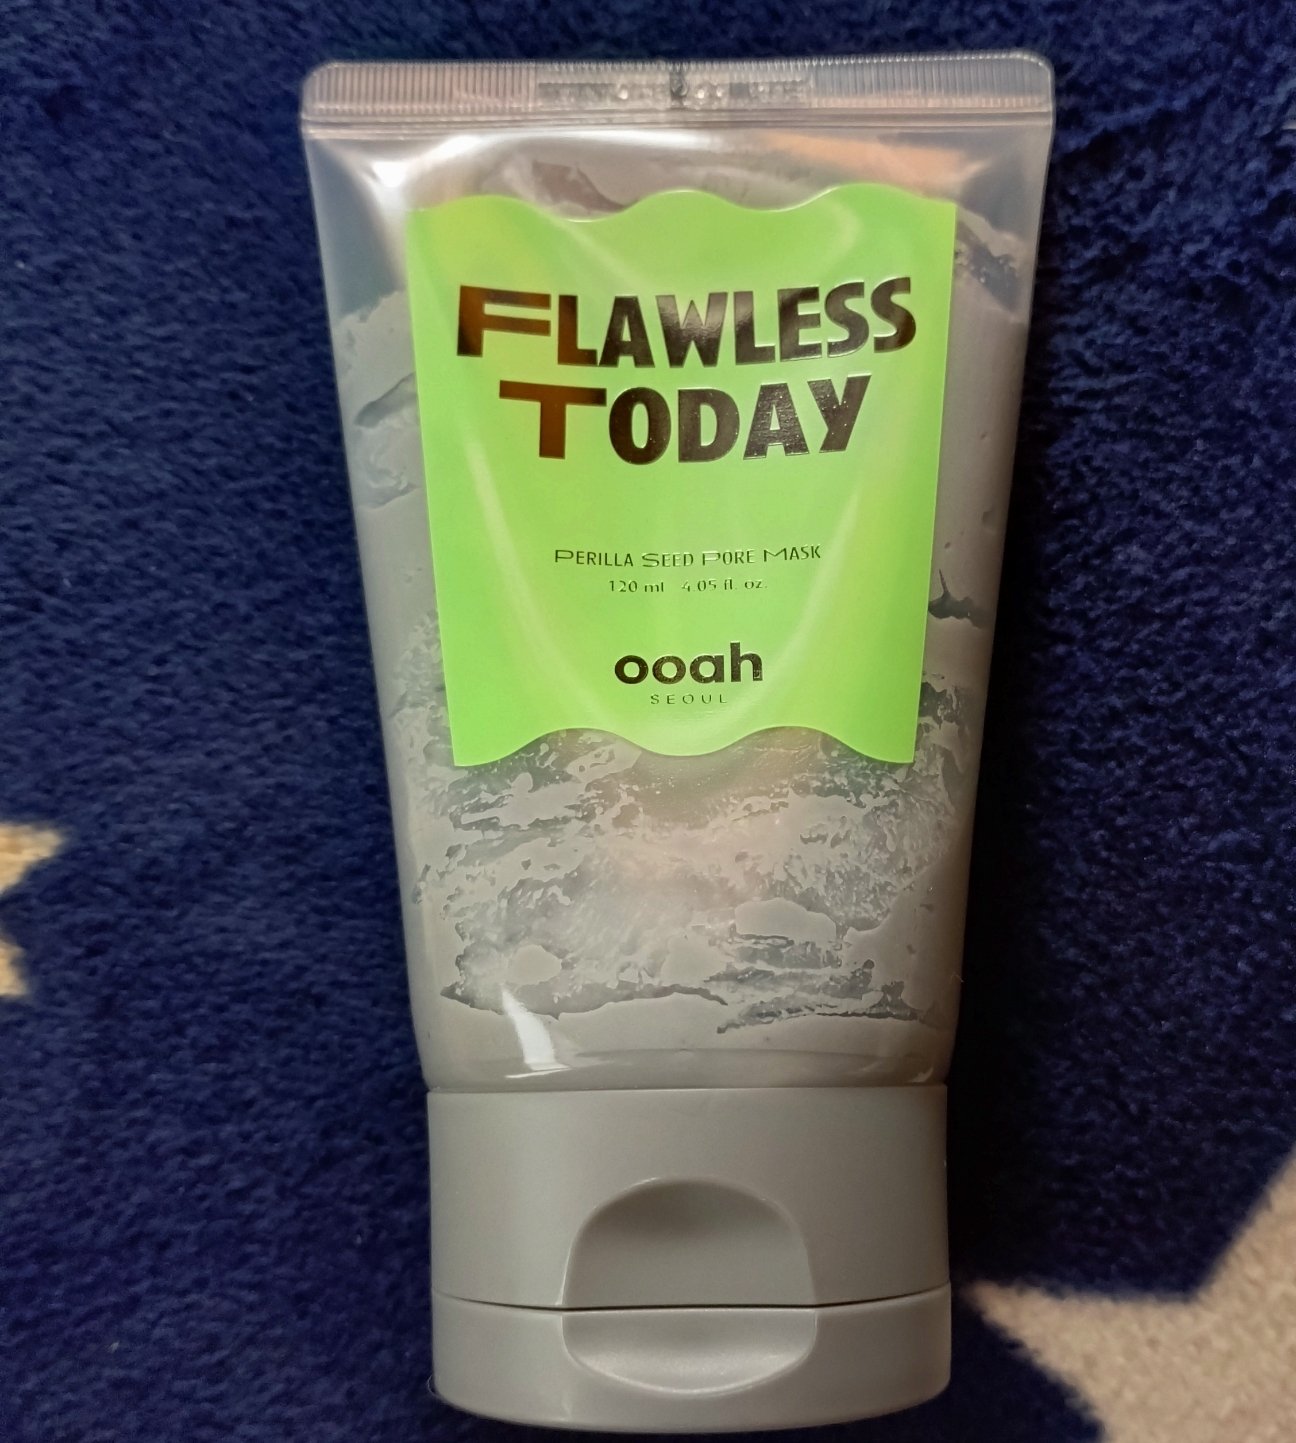 FLAWLESS
TODAY
PERILLA SEED PORE MASK
120 ml 4.05 fl. oz.
ooah
SEOUL